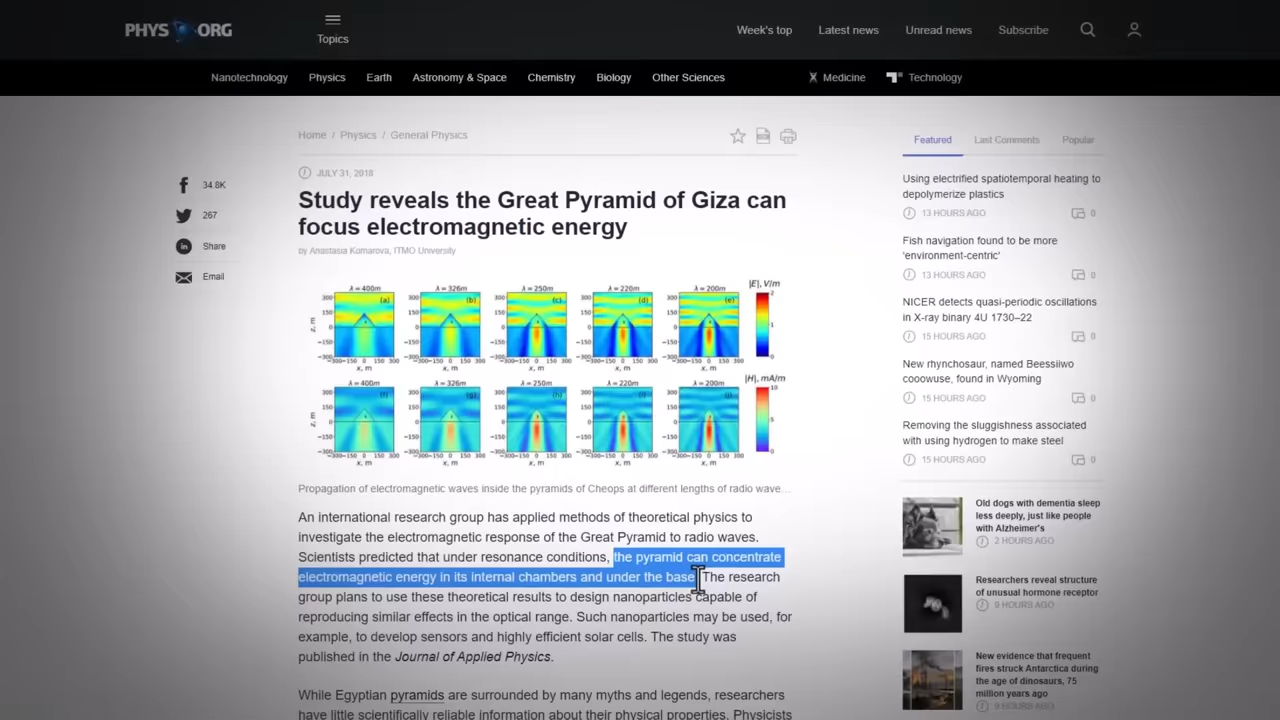 PHYS ORG
Topics
Week's top
Latest news
Unread news
Subscribe
Nanotechnology
Physics
Earth
Astronomy & Space
Chemistry
Biology
Other Sciences
Medicine
Technology
Home / Physics / General Physics
JULY 31, 2018
Study reveals the Great Pyramid of Giza can
focus electromagnetic energy
by Anastasia Komarova, ITMO University
34.8K
267
Share
Email
λ = 400m
λ = 326m
λ = 250m
λ = 220m
λ = 200m
|E|, V/m
|H|, mA/m
Propagation of electromagnetic waves inside the pyramids of Cheops at different lengths of radio wave…
An international research group has applied methods of theoretical physics to
investigate the electromagnetic response of the Great Pyramid to radio waves.
Scientists predicted that under resonance conditions, the pyramid can concentrate
electromagnetic energy in its internal chambers and under the base. The research
group plans to use these theoretical results to design nanoparticles capable of
reproducing similar effects in the optical range. Such nanoparticles may be used, for
example, to develop sensors and highly efficient solar cells. The study was
published in the Journal of Applied Physics.
While Egyptian pyramids are surrounded by many myths and legends, researchers
have little scientifically reliable information about their physical properties. Physicists
Featured
Last Comments
Popular
Using electrified spatiotemporal heating to
depolymerize plastics
13 HOURS AGO
0
Fish navigation found to be more
'environment-centric'
13 HOURS AGO
0
NICER detects quasi-periodic oscillations
in X-ray binary 4U 1730–22
15 HOURS AGO
0
New rhynchosaur, named Beesiiwo
cooowuse, found in Wyoming
15 HOURS AGO
0
Removing the sluggishness associated
with using hydrogen to make steel
15 HOURS AGO
0
Old dogs with dementia sleep
less deeply, just like people
with Alzheimer's
2 HOURS AGO
Researchers reveal structure
of unusual hormone receptor
9 HOURS AGO
New evidence that frequent
fires struck Antarctica during
the age of dinosaurs, 75
million years ago
9 HOURS AGO